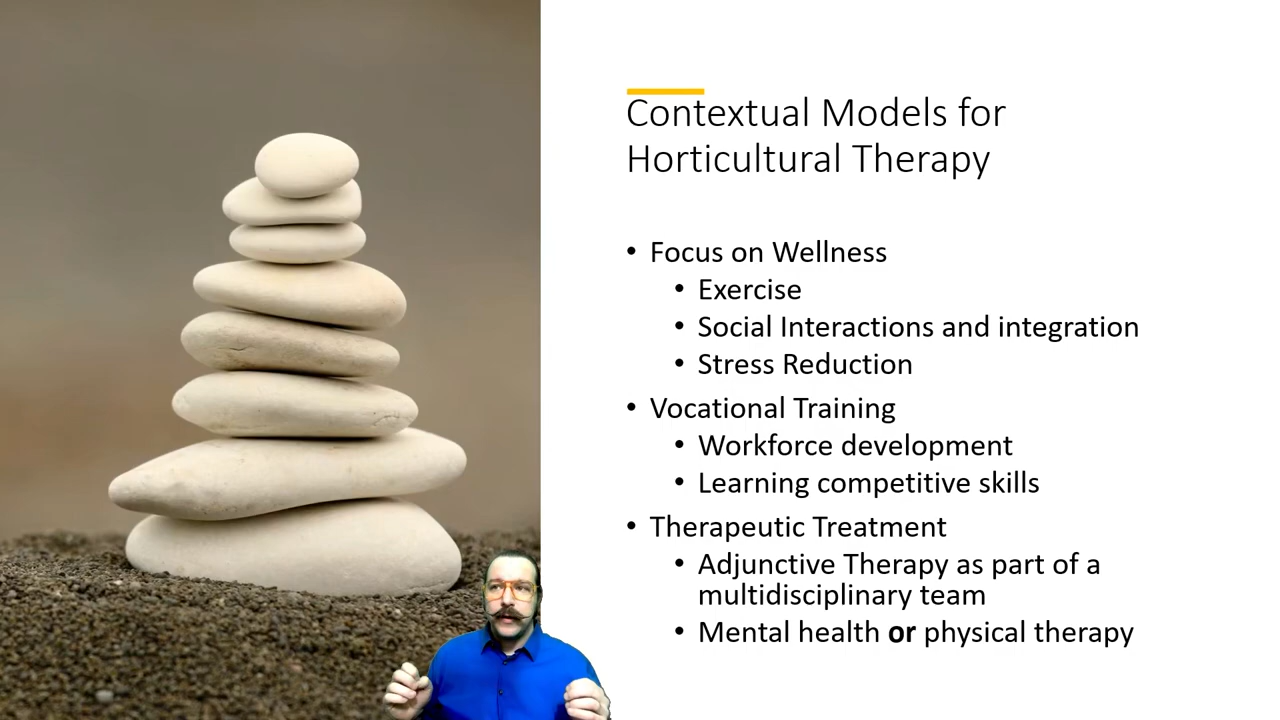 Contextual Models for
Horticultural Therapy
• Focus on Wellness
• Exercise
• Social Interactions and integration
• Stress Reduction
• Vocational Training
• Workforce development
• Learning competitive skills
• Therapeutic Treatment
• Adjunctive Therapy as part of a
multidisciplinary team
• Mental health or physical therapy